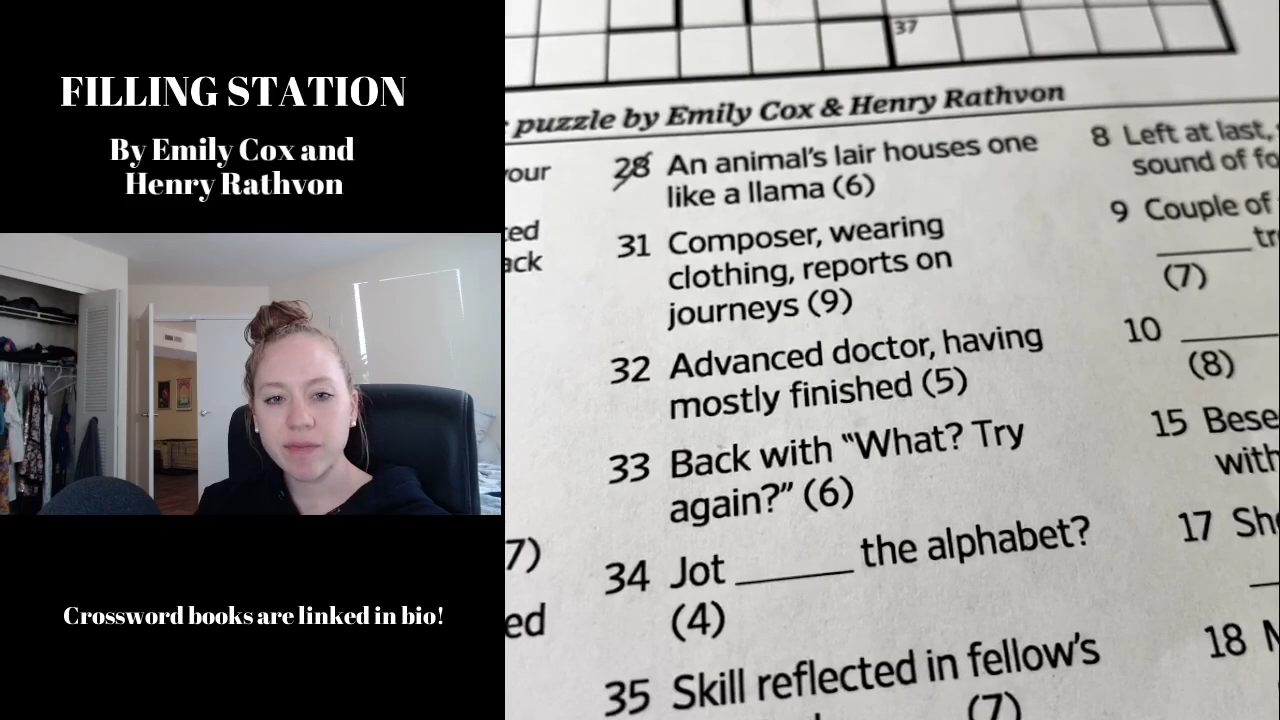 FILLING STATION
By Emily Cox and
Henry Rathvon
Crossword books are linked in bio!
37
puzzle by Emily Cox & Henry Rathvon
28 An animal's lair houses one
like a llama (6)
31 Composer, wearing
clothing, reports on
journeys (9)
32 Advanced doctor, having
mostly finished (5)
33 Back with "What? Try
again?" (6)
34 Jot ______ the alphabet?
(4)
35 Skill reflected in fellow's
(7)
8 Left at last,
sound of
9 Couple of
______
(7)
10 ______
(8)
15
with
17
18
7)